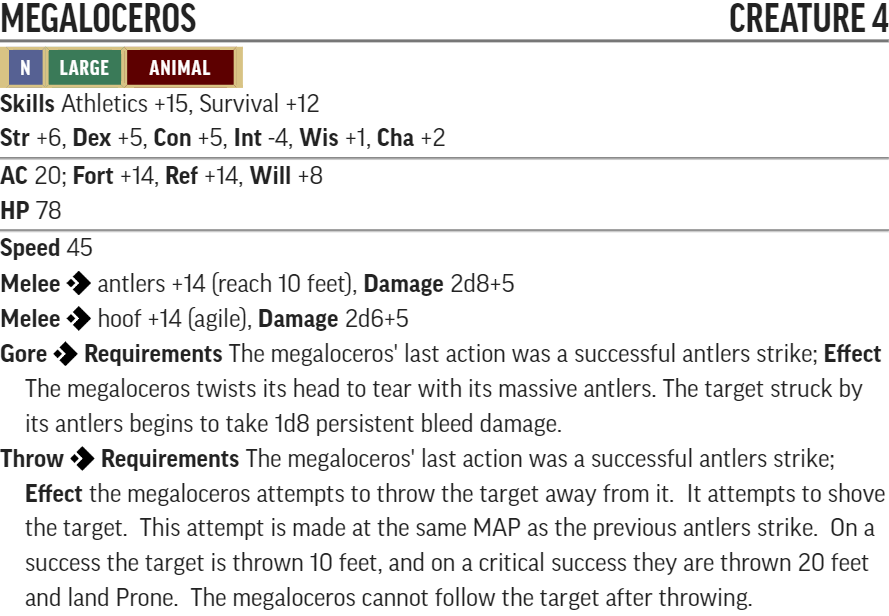 MEGALOCEROS CREATURE 4
N LARGE ANIMAL
Skills Athletics +15, Survival +12
Str +6, Dex +5, Con +5, Int -4, Wis +1, Cha +2
AC 20; Fort +14, Ref +14, Will +8
HP 78
Speed 45
Melee antlers +14 (reach 10 feet), Damage 2d8+5
Melee hoof +14 (agile), Damage 2d6+5
Gore Requirements The megaloceros' last action was a successful antlers strike; Effect
The megaloceros twists its head to tear with its massive antlers. The target struck by
its antlers begins to take 1d8 persistent bleed damage.
Throw Requirements The megaloceros' last action was a successful antlers strike;
Effect the megaloceros attempts to throw the target away from it. It attempts to shove
the target. This attempt is made at the same MAP as the previous antlers strike. On a
success the target is thrown 10 feet, and on a critical success they are thrown 20 feet
and land Prone. The megaloceros cannot follow the target after throwing.